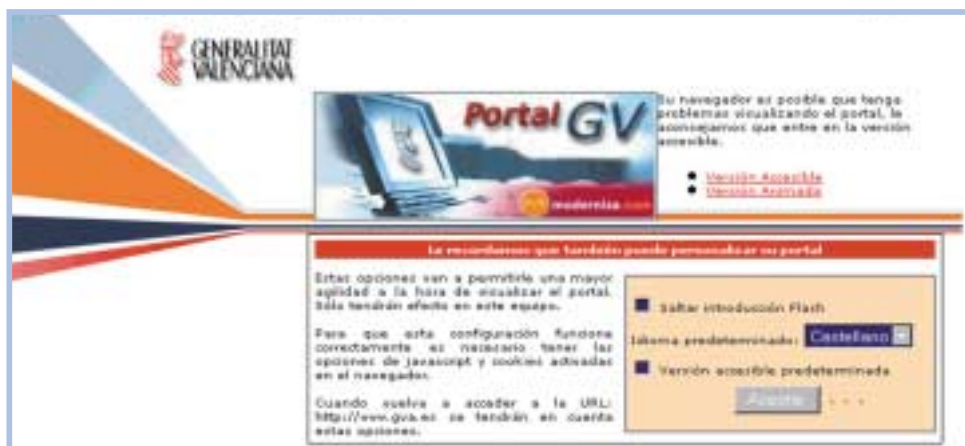 GENERALITAT
VALENCIANA
Portal GV
moderniza.com
Su navegador es posible que tenga
problemas visualizando el portal, le
aconsejamos que entre en la versión
accesible.
Versión Accesible
Versión Animada
Le recordamos que también puede personalizar su portal
Estas opciones van a permitirle una mayor
agilidad a la hora de visualizar el portal.
Sólo tendrán efecto en este equipo.
Para que esta configuración funcione
correctamente es necesario tener las
opciones de javascript y cookies activadas
en el navegador.
Cuando vuelva a acceder a la URL:
http://www.gva.es se tendrán en cuenta
estas opciones.
Saltar introducción Flash
Idioma predeterminado: Castellano
Versión accesible predeterminada
Aceptar